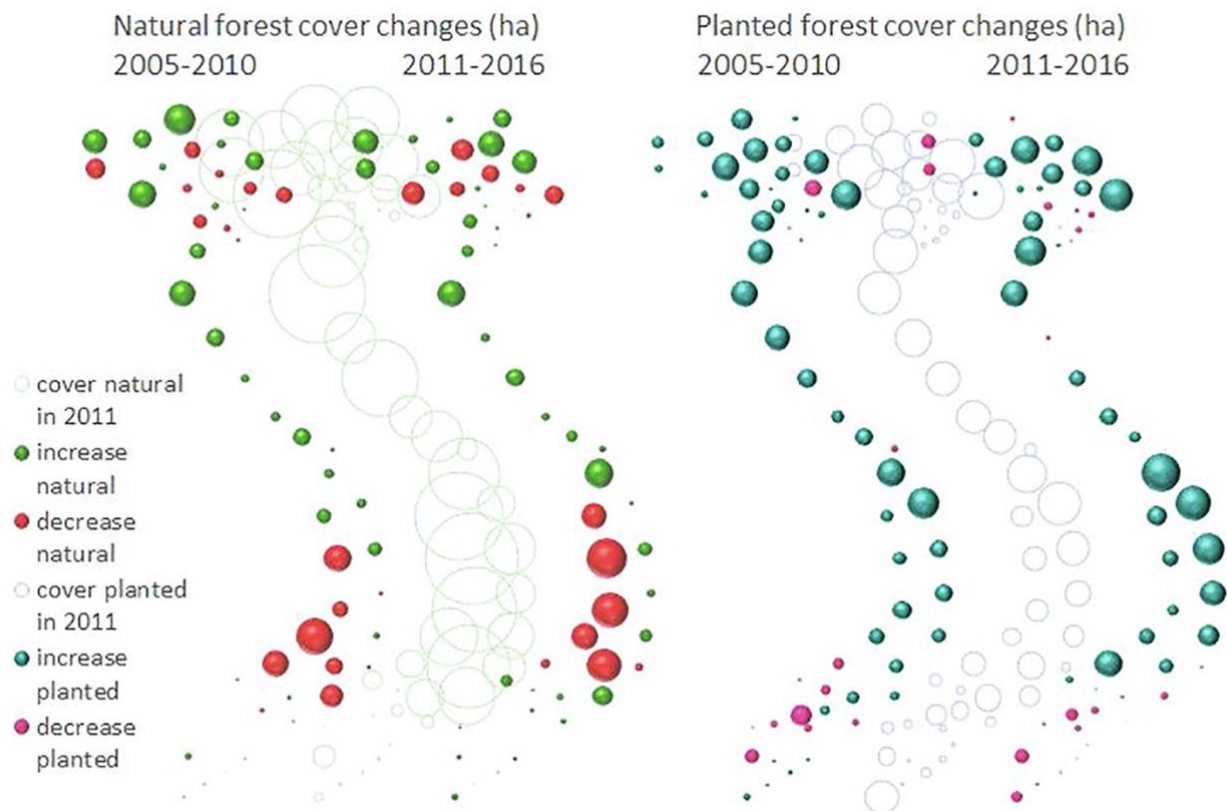 Natural forest cover changes (ha)
2005-2010 2011-2016
Planted forest cover changes (ha)
2005-2010 2011-2016
cover natural
in 2011
increase
natural
decrease
natural
cover planted
in 2011
increase
planted
decrease
planted